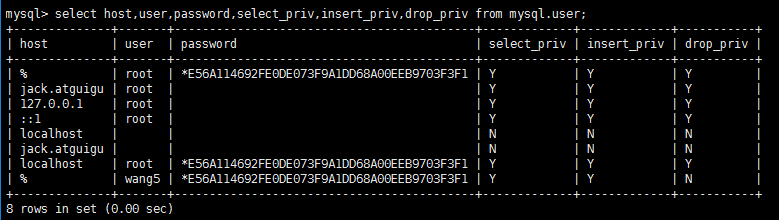 mysql> select host,user,password,select_priv,insert_priv,drop_priv from mysql.user;
+--------------+-------+-------------------------------------------+-------------+-------------+-----------+
| host         | user  | password                                  | select_priv | insert_priv | drop_priv |
+--------------+-------+-------------------------------------------+-------------+-------------+-----------+
| %            | root  | *E56A114692FE0DE073F9A1DD68A00EEB9703F3F1 | Y           | Y           | Y         |
| jack.atguigu | root  |                                           | Y           | Y           | Y         |
| 127.0.0.1    | root  |                                           | Y           | Y           | Y         |
| ::1          | root  |                                           | Y           | Y           | Y         |
| localhost    |       |                                           | N           | N           | N         |
| jack.atguigu |       |                                           | N           | N           | N         |
| localhost    | root  | *E56A114692FE0DE073F9A1DD68A00EEB9703F3F1 | Y           | Y           | Y         |
| %            | wang5 | *E56A114692FE0DE073F9A1DD68A00EEB9703F3F1 | Y           | Y           | N         |
+--------------+-------+-------------------------------------------+-------------+-------------+-----------+
8 rows in set (0.00 sec)